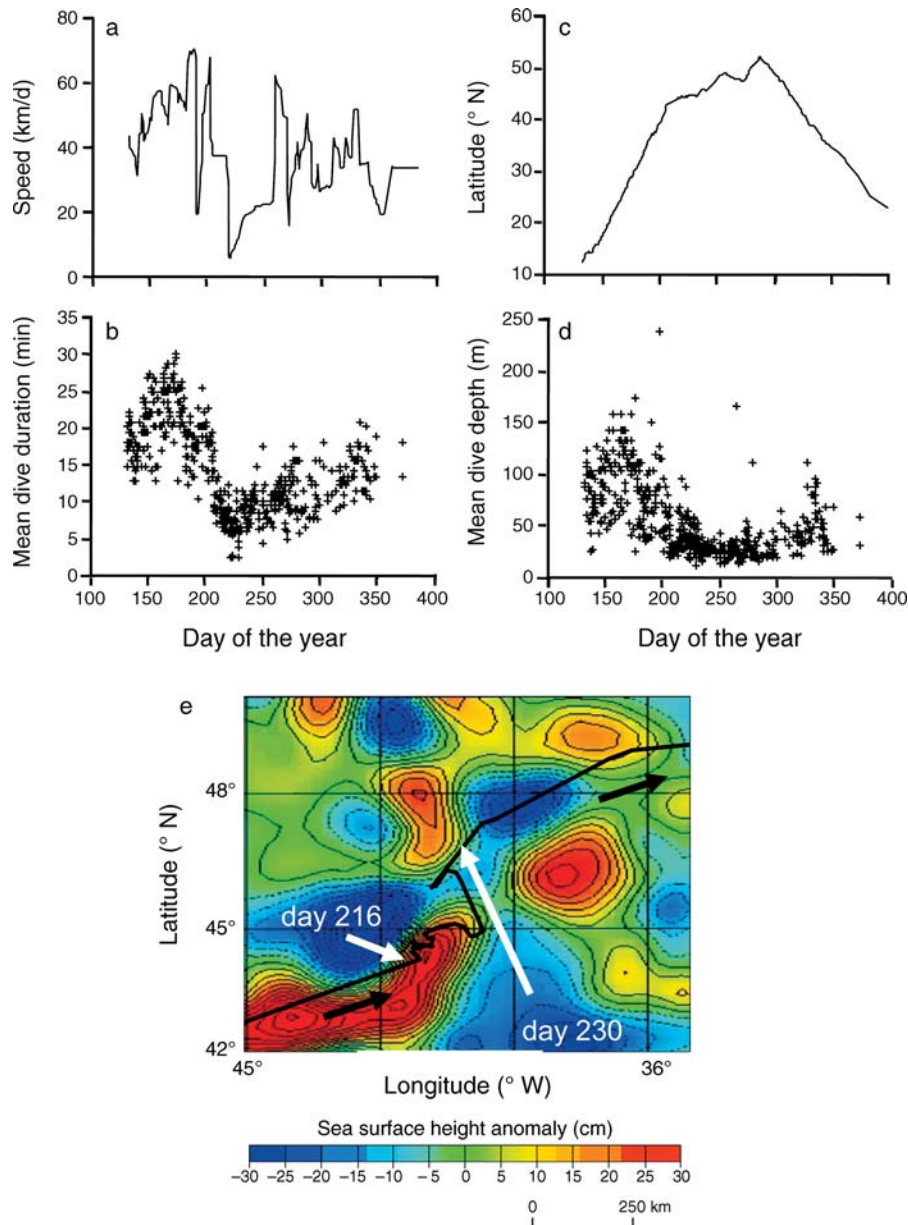 a
80
60
40
20
0
Speed (km/d)
c
60
50
40
30
20
10
Latitude (° N)
b
35
30
25
20
15
10
5
0
Mean dive duration (min)
100 150 200 250 300 350 400
Day of the year
d
250
200
150
100
50
0
Mean dive depth (m)
100 150 200 250 300 350 400
Day of the year
e
48°
45°
42°
Latitude (° N)
day 216
day 230
45° 36°
Longitude (° W)
Sea surface height anomaly (cm)
–30 –25 –20 –15 –10 –5 0 5 10 15 20 25 30
0 250 km